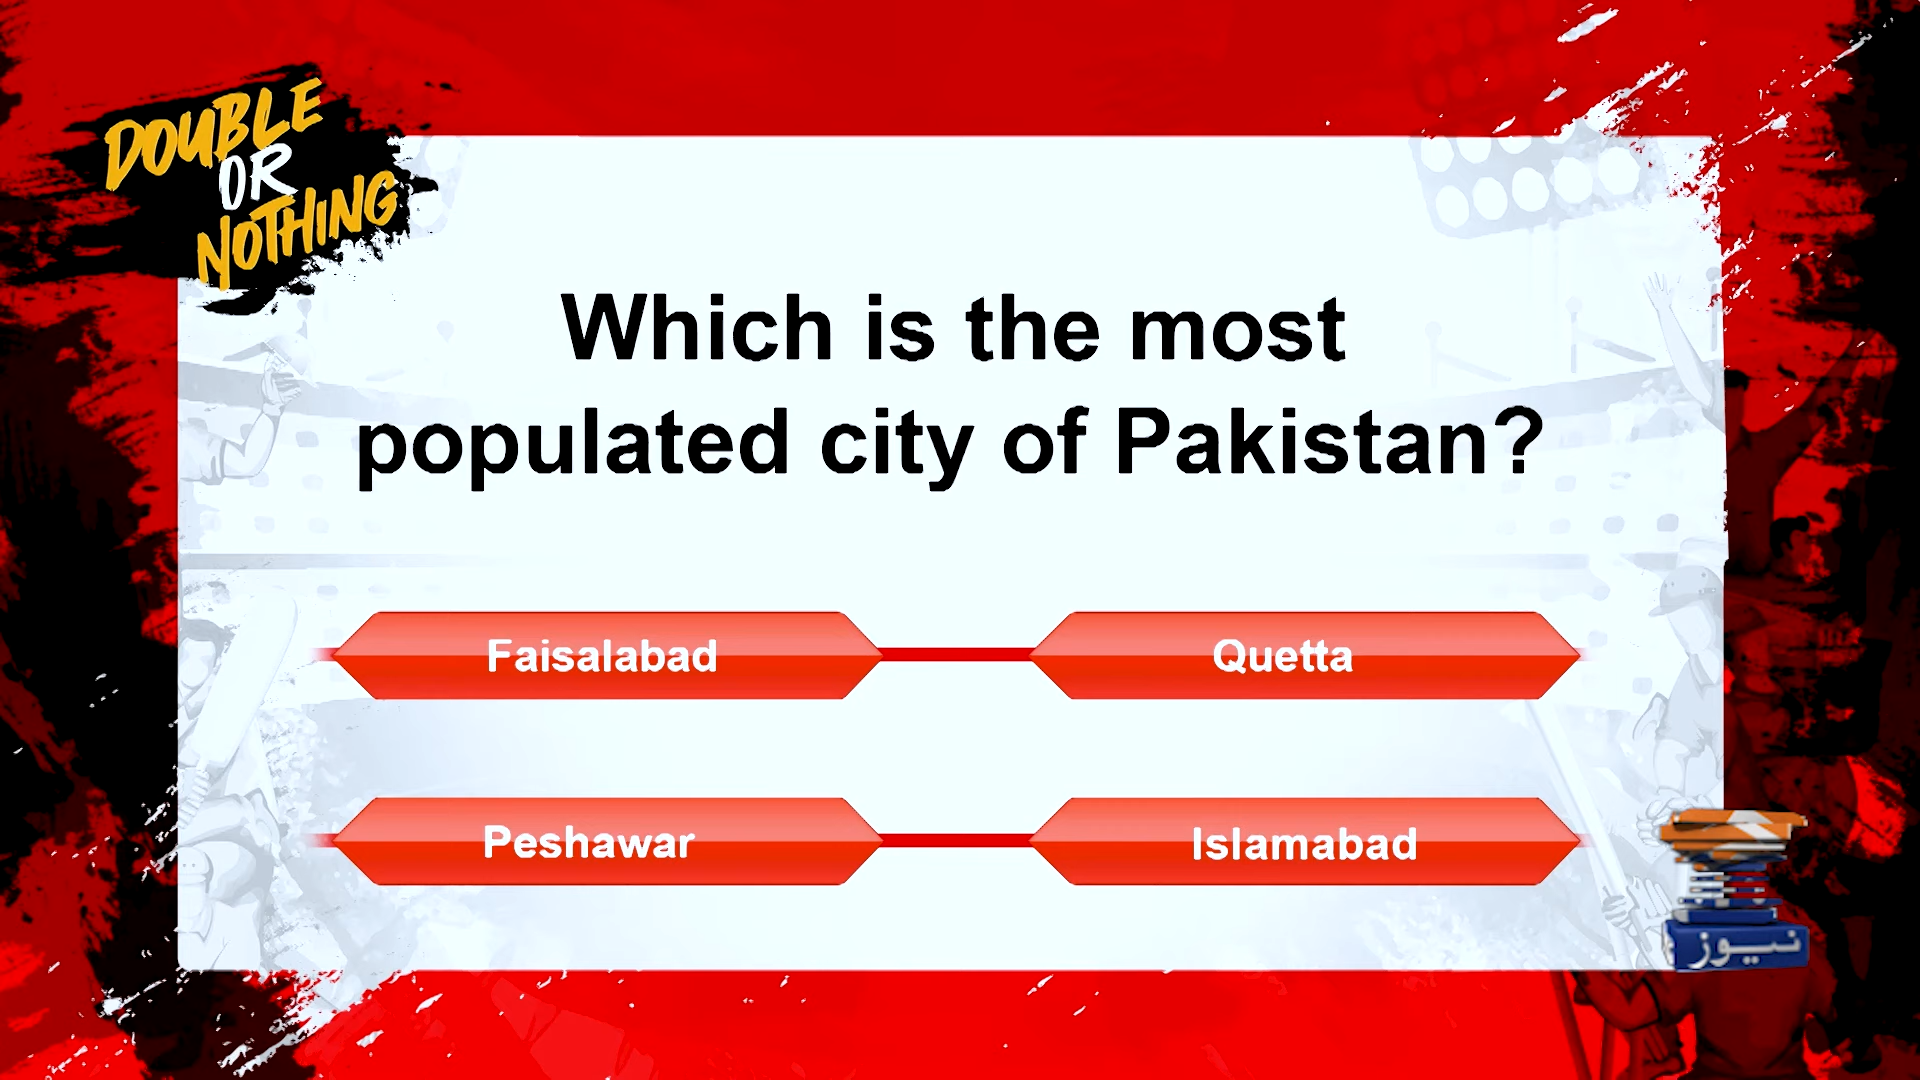 DOUBLE
OR
NOTHING
Which is the most
populated city of Pakistan?
Faisalabad
Quetta
Peshawar
Islamabad
نیوز